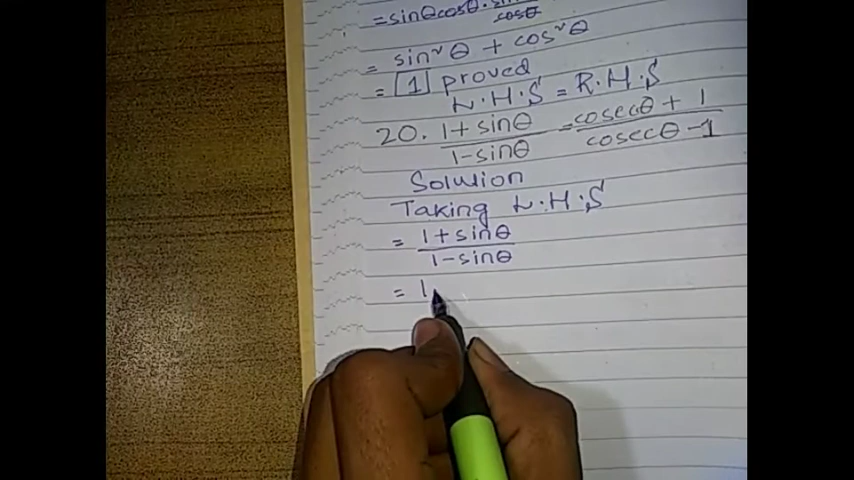 =sinθcosθ.
cosθ
= sin²θ + cos²θ
= 1 proved
L.H.S = R.H.S
20. 1+sinθ/1-sinθ = cosecθ+1/cosecθ-1
Solution
Taking L.H.S
= 1+sinθ/1-sinθ
= 1